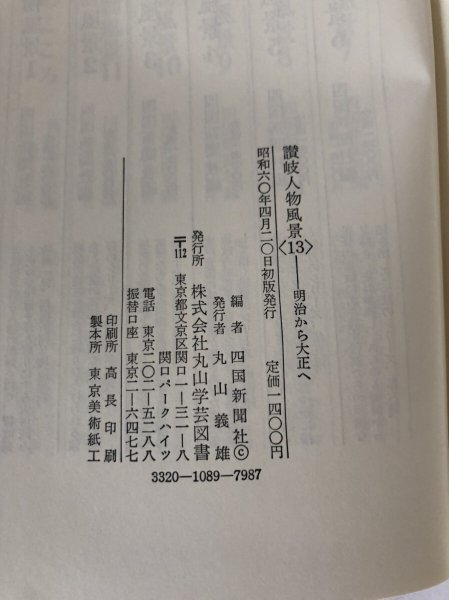 讃岐人物風景〈13〉――明治から大正へ
昭和六〇年四月二〇日初版発行 定価一四〇〇円
編者 四国新聞社©
発行者 丸山義雄
発行所 株式会社丸山学芸図書
〒112 東京都文京区関口一―三一―八
関口パークハイツ
電話 東京二〇二―五二八八
振替口座 東京二―六四七七
印刷所 高長印刷
製本所 東京美術紙工
3320―1089―7987